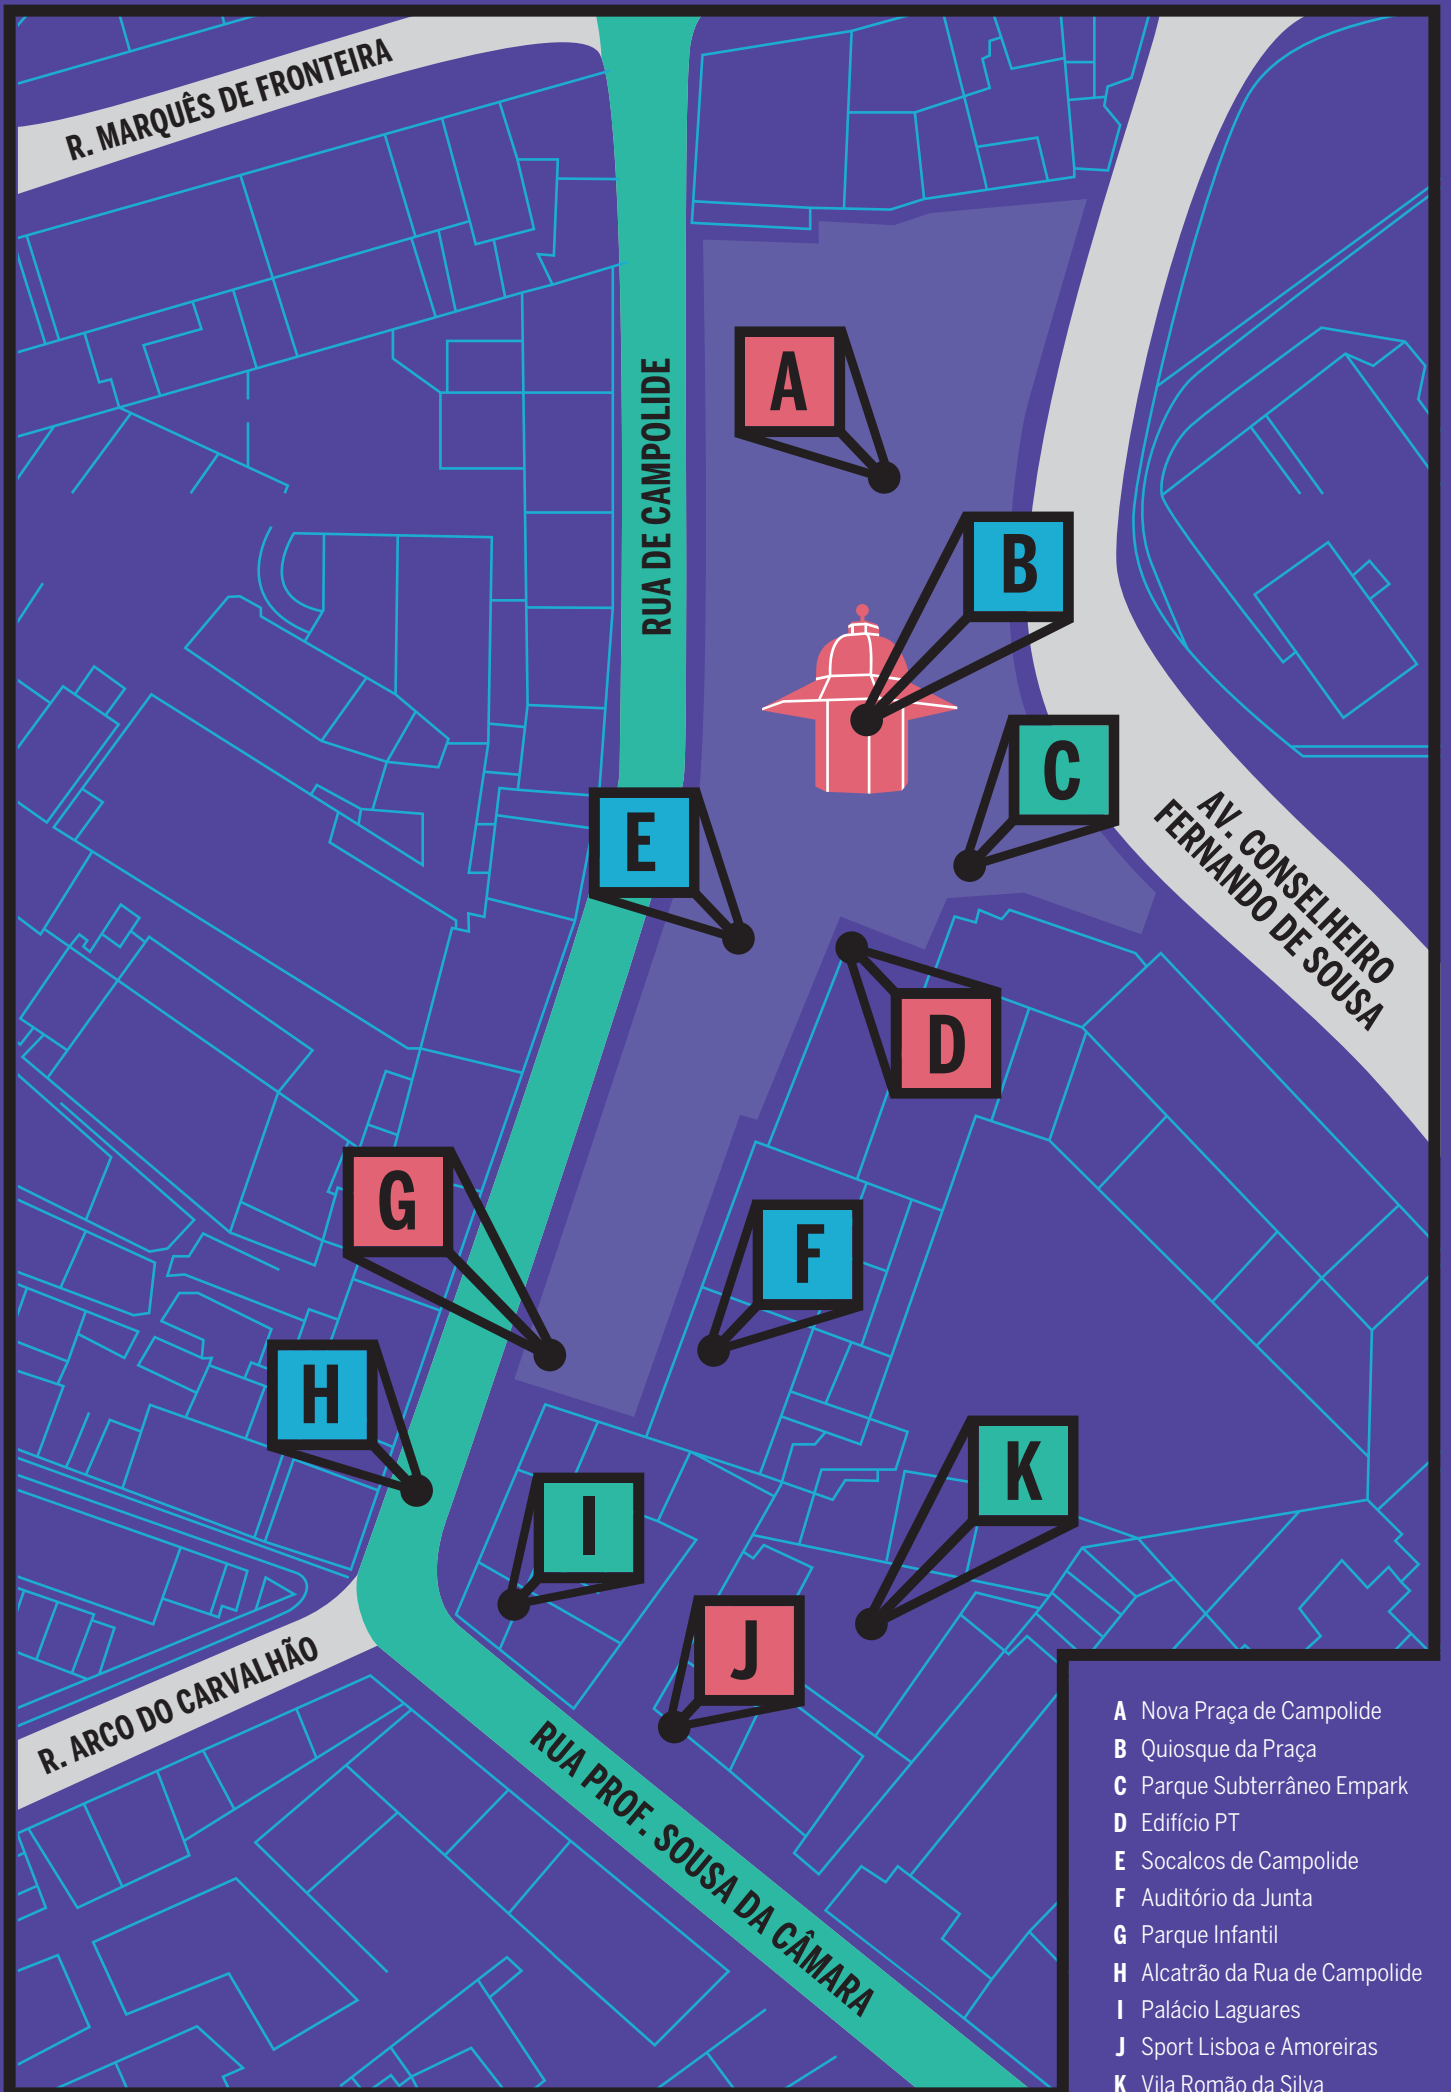 R. MARQUÊS DE FRONTEIRA
RUA DE CAMPOLIDE
A
B
C
E
AV. CONSELHEIRO
FERNANDO DE SOUSA
D
G
F
H
K
I
J
R. ARCO DO CARVALHÃO
RUA PROF. SOUSA DA CÂMARA
A Nova Praça de Campolide
B Quiosque da Praça
C Parque Subterrâneo Empark
D Edifício PT
E Socalcos de Campolide
F Auditório da Junta
G Parque Infantil
H Alcatrão da Rua de Campolide
I Palácio Laguares
J Sport Lisboa e Amoreiras
K Vila Romão da Silva